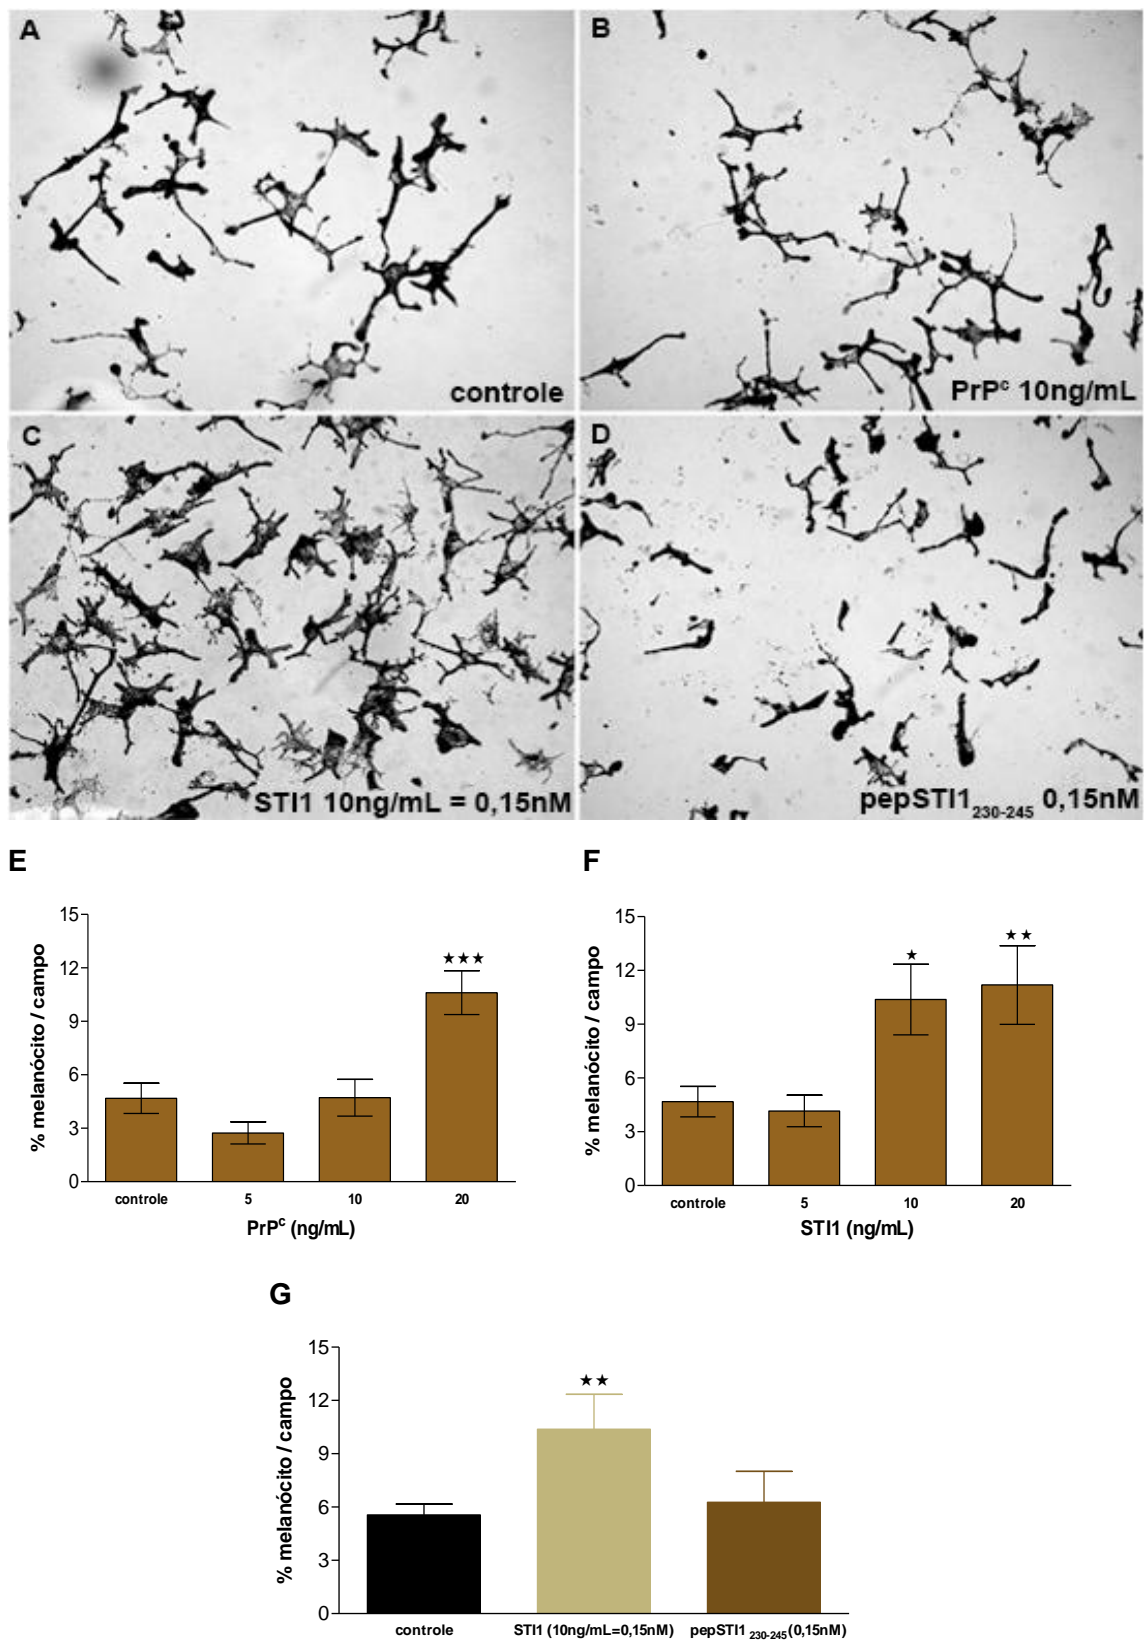 A
B
controle
PrPᶜ 10ng/mL
C
D
STI1 10ng/mL = 0,15nM
pepSTI1₂₃₀₋₂₄₅ 0,15nM
E
% melanócito / campo
15
12
9
6
3
0
★★★
controle 5 10 20
PrPᶜ (ng/mL)
F
% melanócito / campo
15
12
9
6
3
0
★
★★
controle 5 10 20
STI1 (ng/mL)
G
% melanócito / campo
15
12
9
6
3
0
★★
controle STI1 (10ng/mL=0,15nM) pepSTI1 ₂₃₀₋₂₄₅(0,15nM)